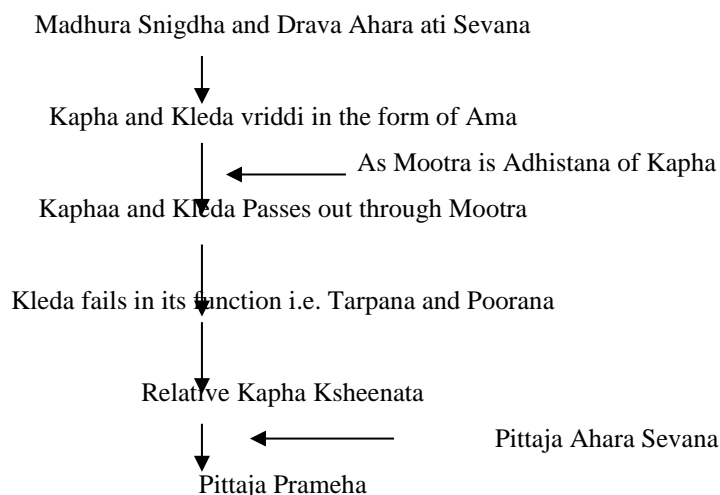 Madhura Snigdha and Drava Ahara ati Sevana
Kapha and Kleda vriddi in the form of Ama
As Mootra is Adhistana of Kapha
Kaphaa and Kleda Passes out through Mootra
Kleda fails in its function i.e. Tarpana and Poorana
Relative Kapha Ksheenata
Pittaja Ahara Sevana
Pittaja Prameha